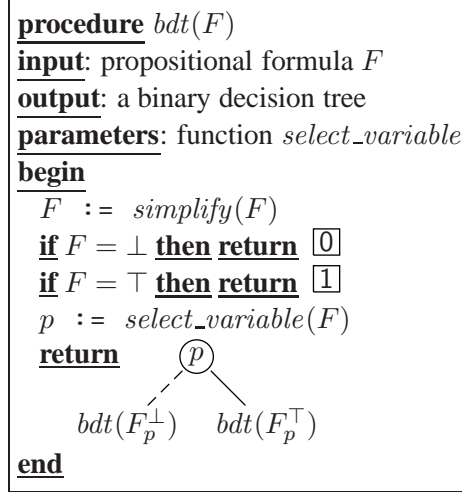 procedure bdt(F)
input: propositional formula F
output: a binary decision tree
parameters: function select_variable
begin
F := simplify(F)
if F = ⊥ then return 0
if F = ⊤ then return 1
p := select_variable(F)
return p
bdt(F_p^⊥) bdt(F_p^⊤)
end